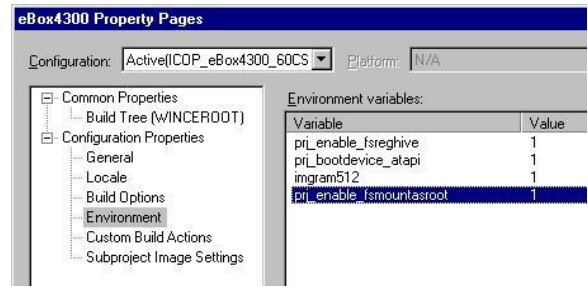 eBox4300 Property Pages
Configuration: Active(ICOP_eBox4300_60CS Platform: N/A
Common Properties
Build Tree (WINCEROOT)
Configuration Properties
General
Locale
Build Options
Environment
Custom Build Actions
Subproject Image Settings
Environment variables:
Variable Value
prj_enable_fsreghive 1
prj_bootdevice_atapi 1
imgram512 1
prj_enable_fsmountasroot 1